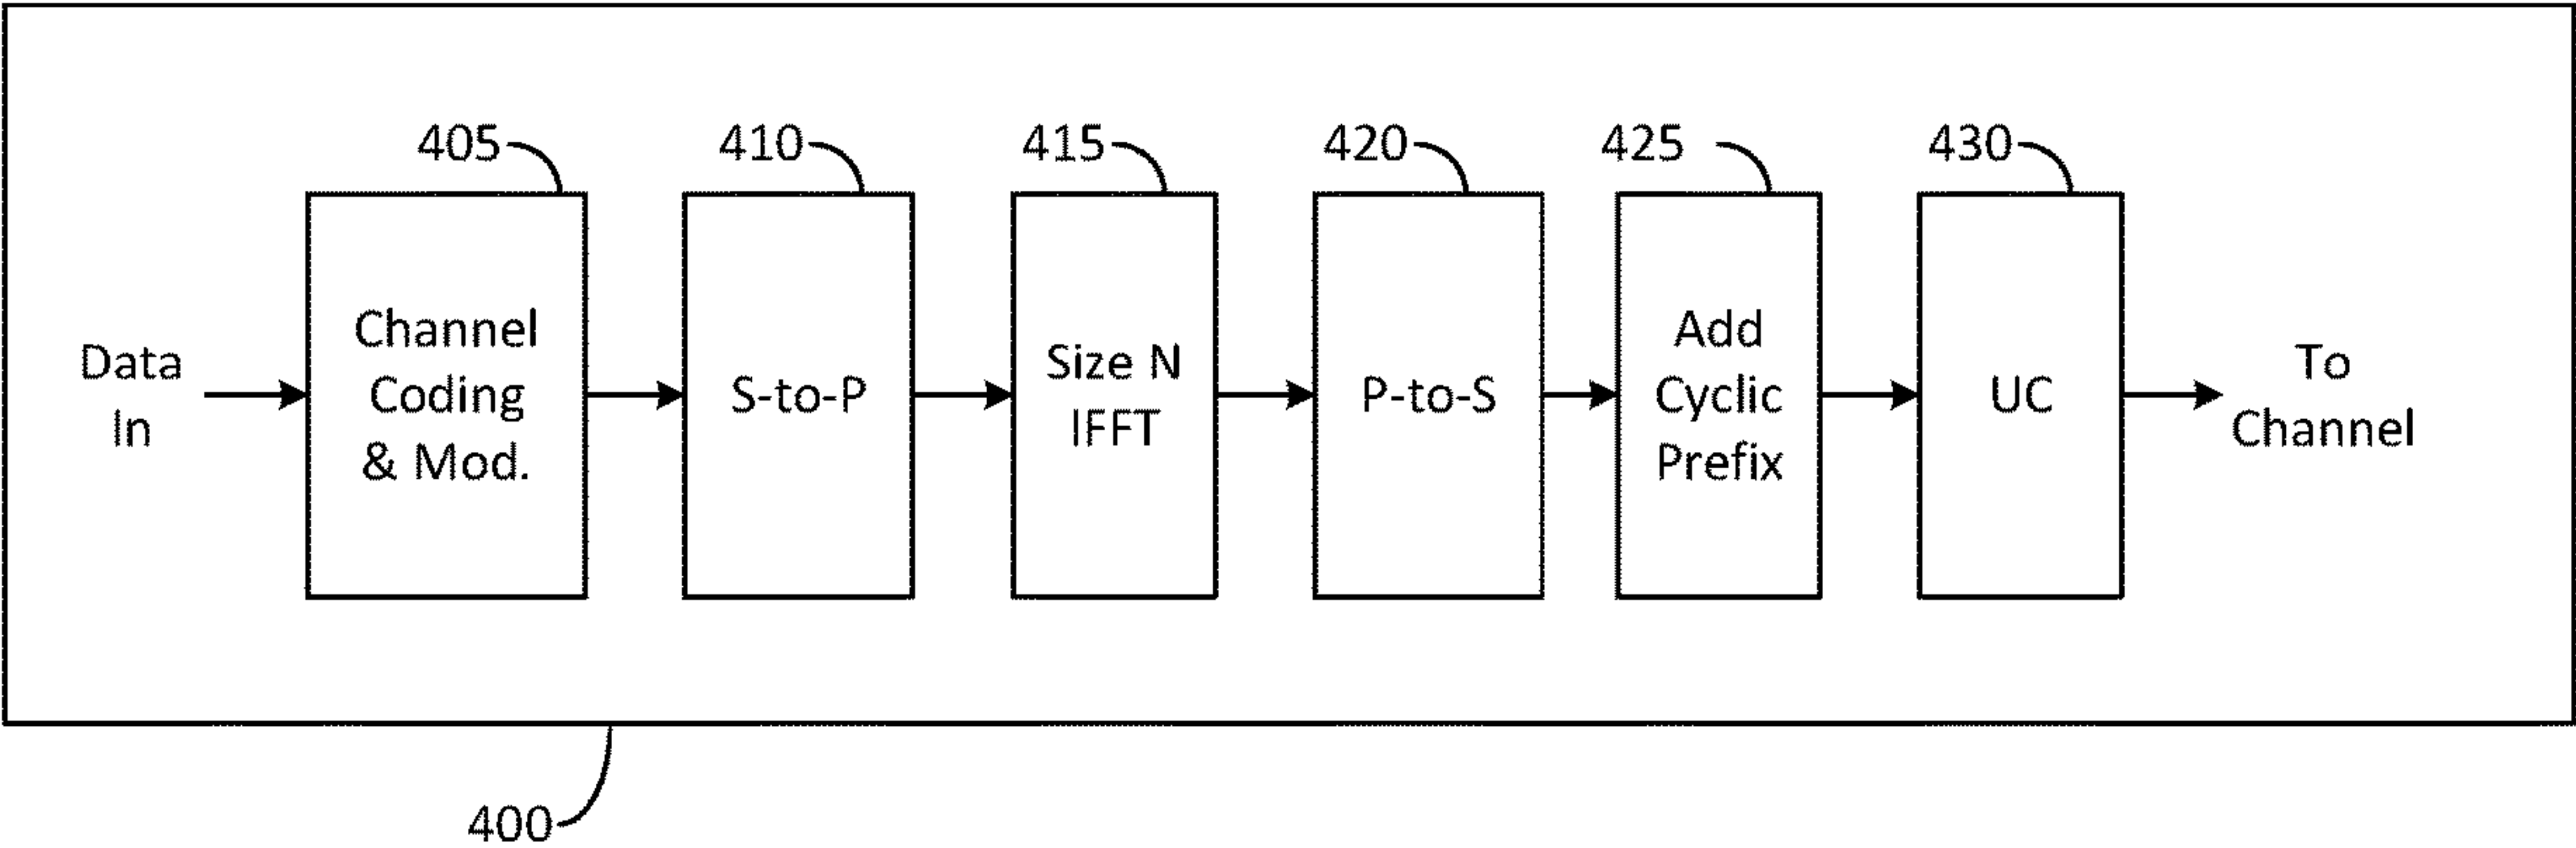 405
410
415
420
425
430
Data
In
Channel
Coding
& Mod.
S-to-P
Size N
IFFT
P-to-S
Add
Cyclic
Prefix
UC
To
Channel
400